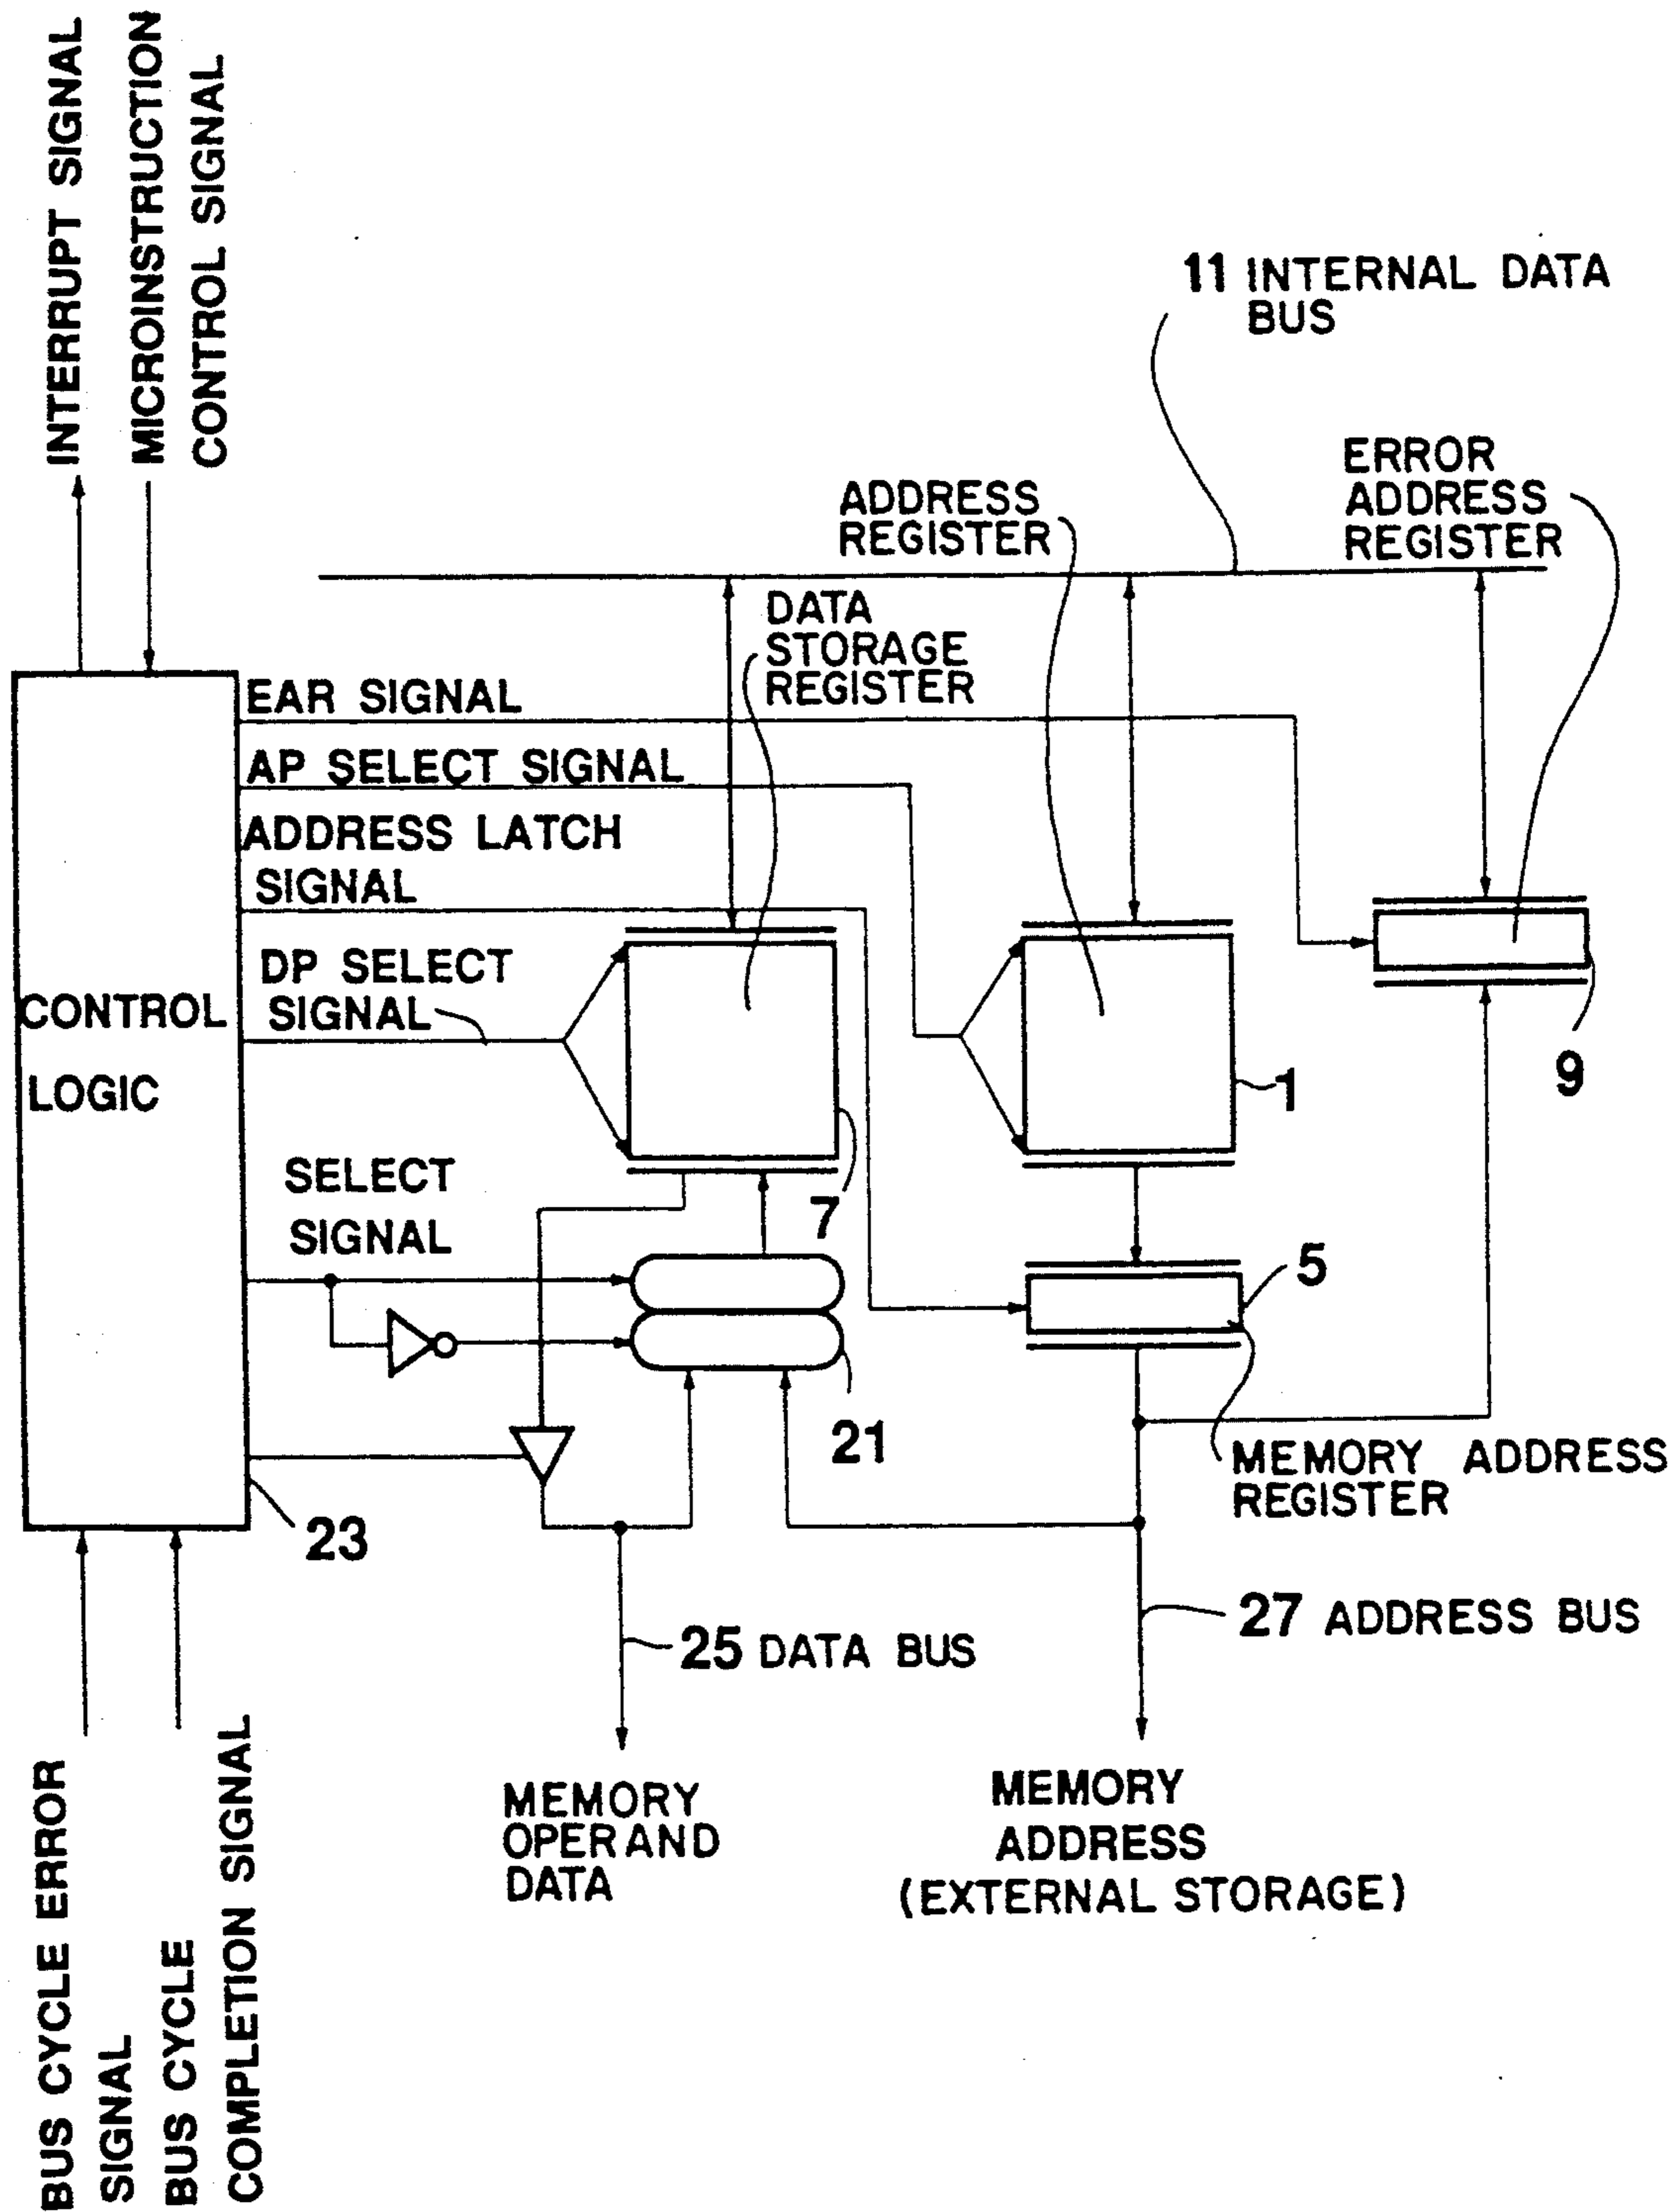 INTERRUPT SIGNAL
MICROINSTRUCTION
CONTROL SIGNAL
11 INTERNAL DATA
BUS
ERROR
ADDRESS
REGISTER
ADDRESS
REGISTER
DATA
STORAGE
REGISTER
EAR SIGNAL
AP SELECT SIGNAL
ADDRESS LATCH
SIGNAL
DP SELECT
SIGNAL
CONTROL
LOGIC
9
1
SELECT
SIGNAL
7
5
21
MEMORY ADDRESS
REGISTER
23
27 ADDRESS BUS
25 DATA BUS
MEMORY
OPERAND
DATA
MEMORY
ADDRESS
(EXTERNAL STORAGE)
BUS CYCLE ERROR
SIGNAL
BUS CYCLE
COMPLETION SIGNAL